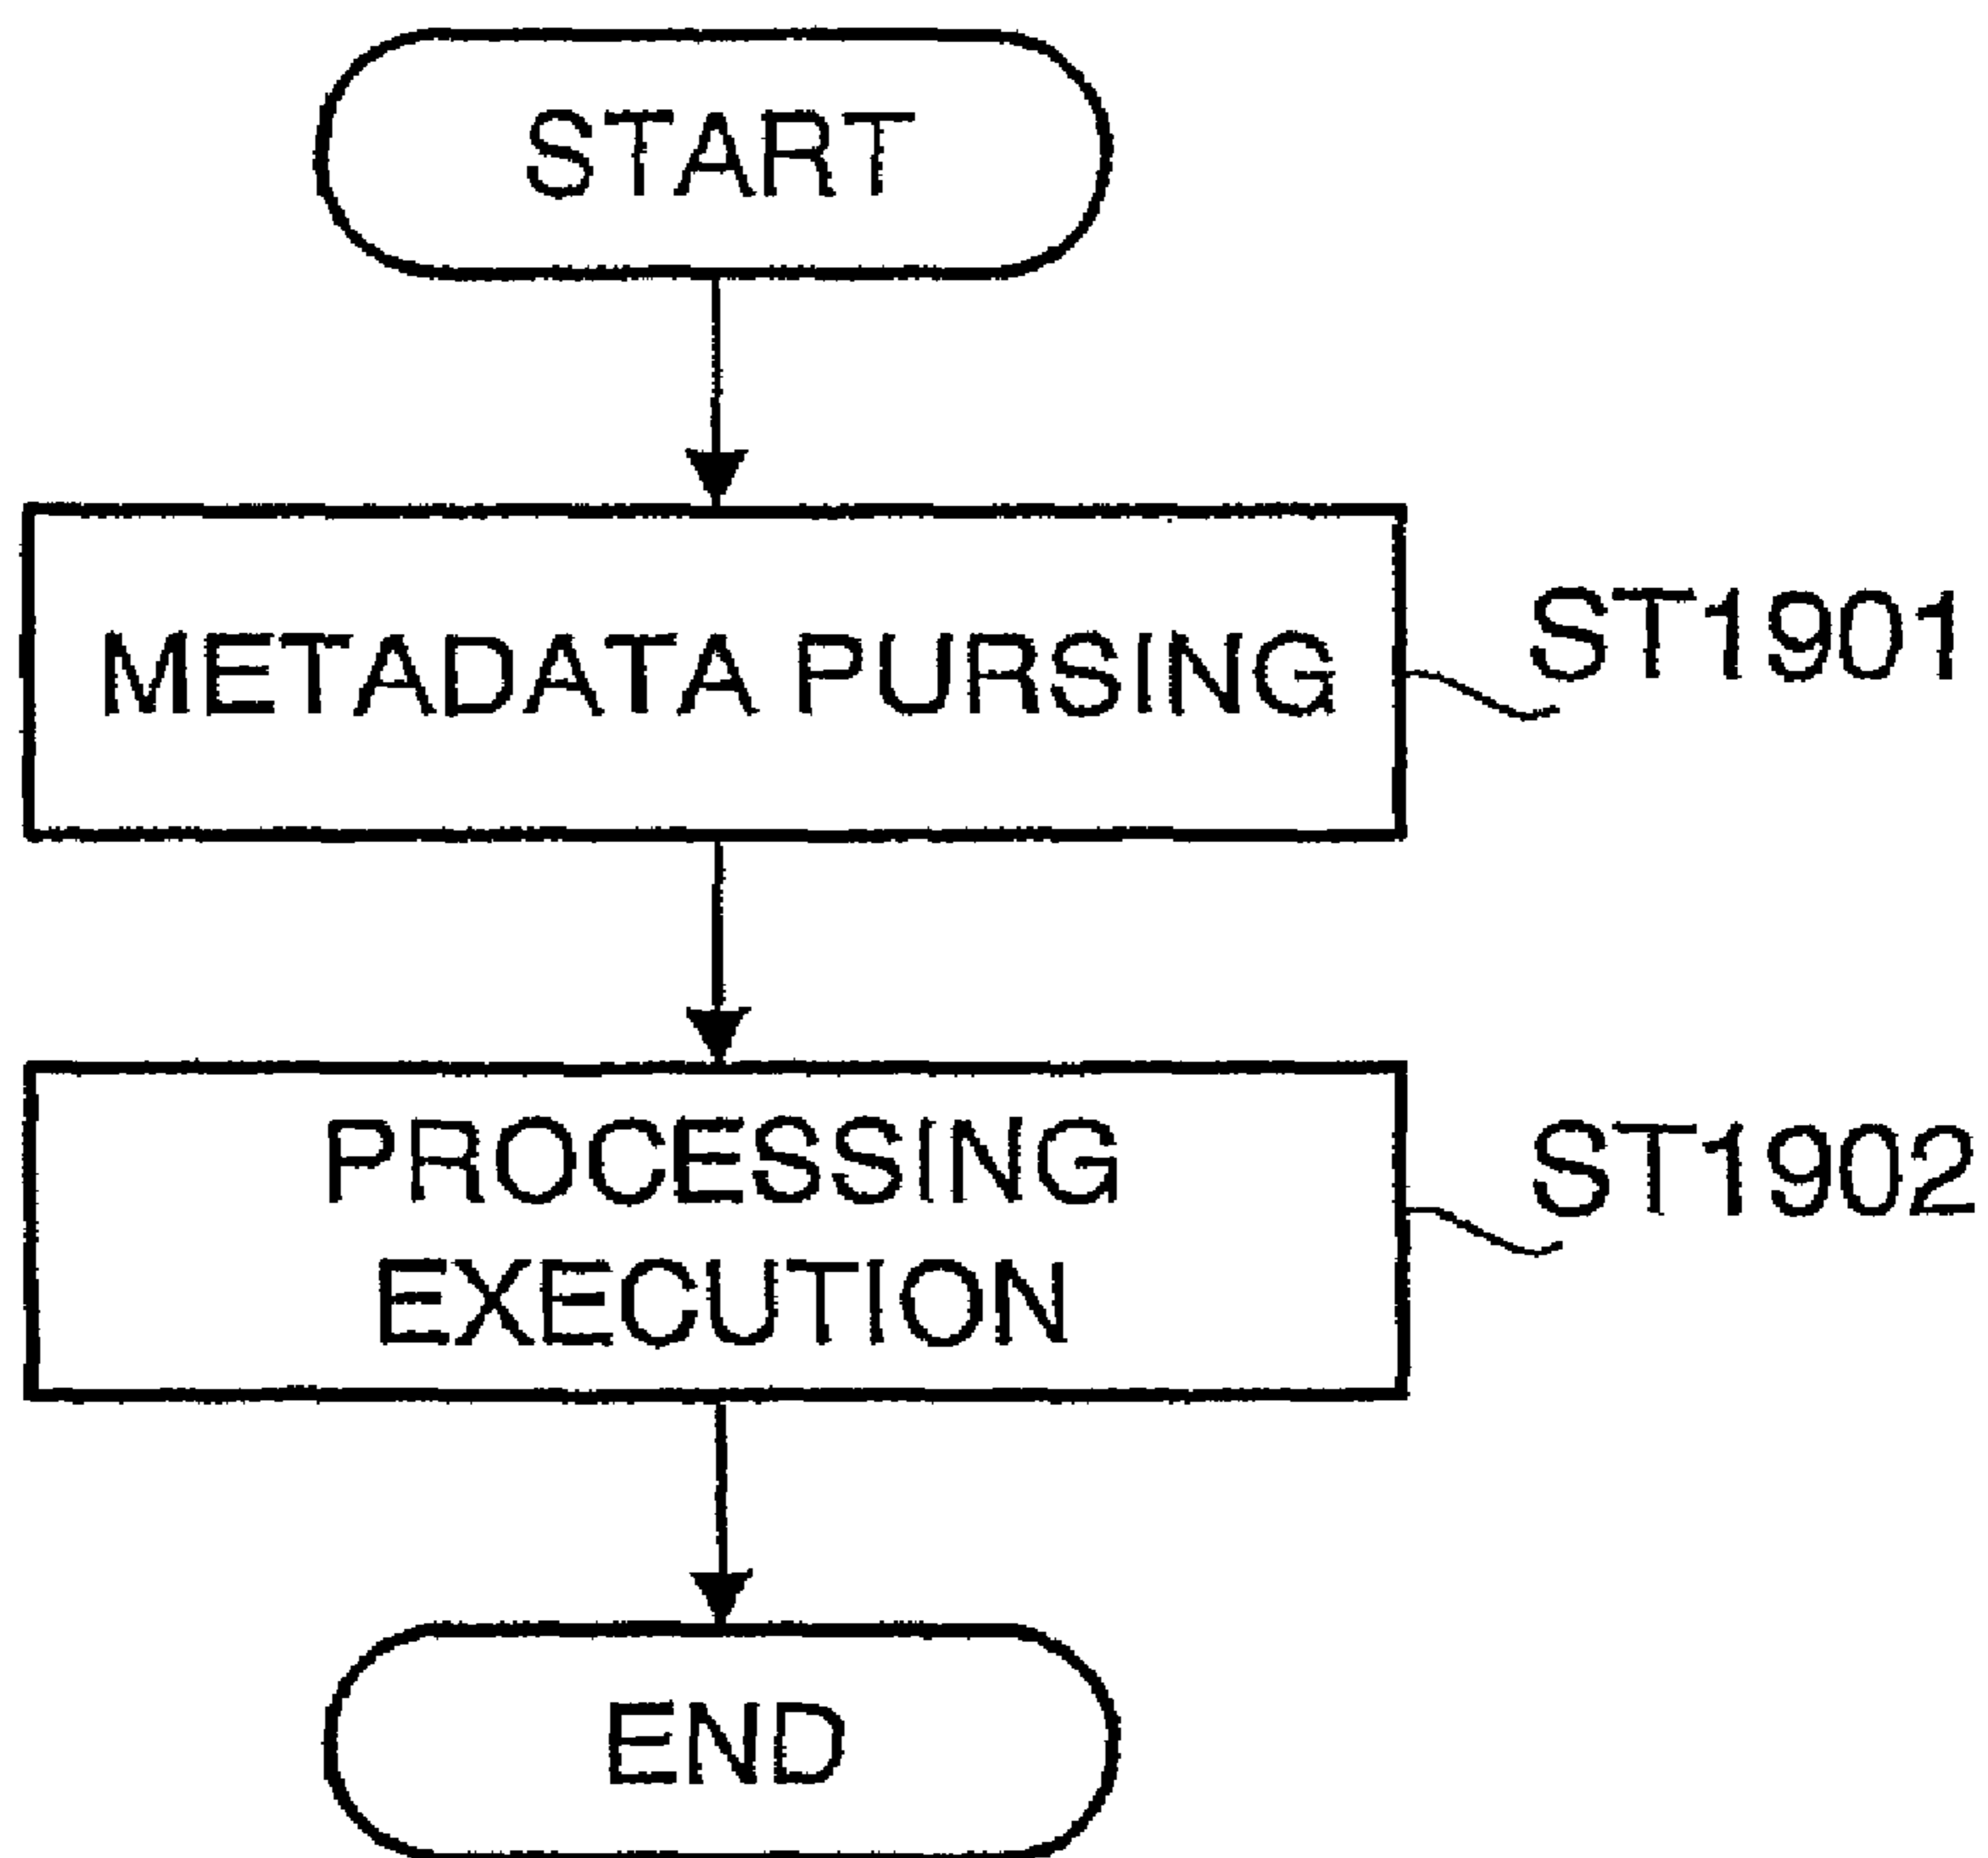 START
METADATA PURSING
ST1901
PROCESSING
EXECUTION
ST1902
END